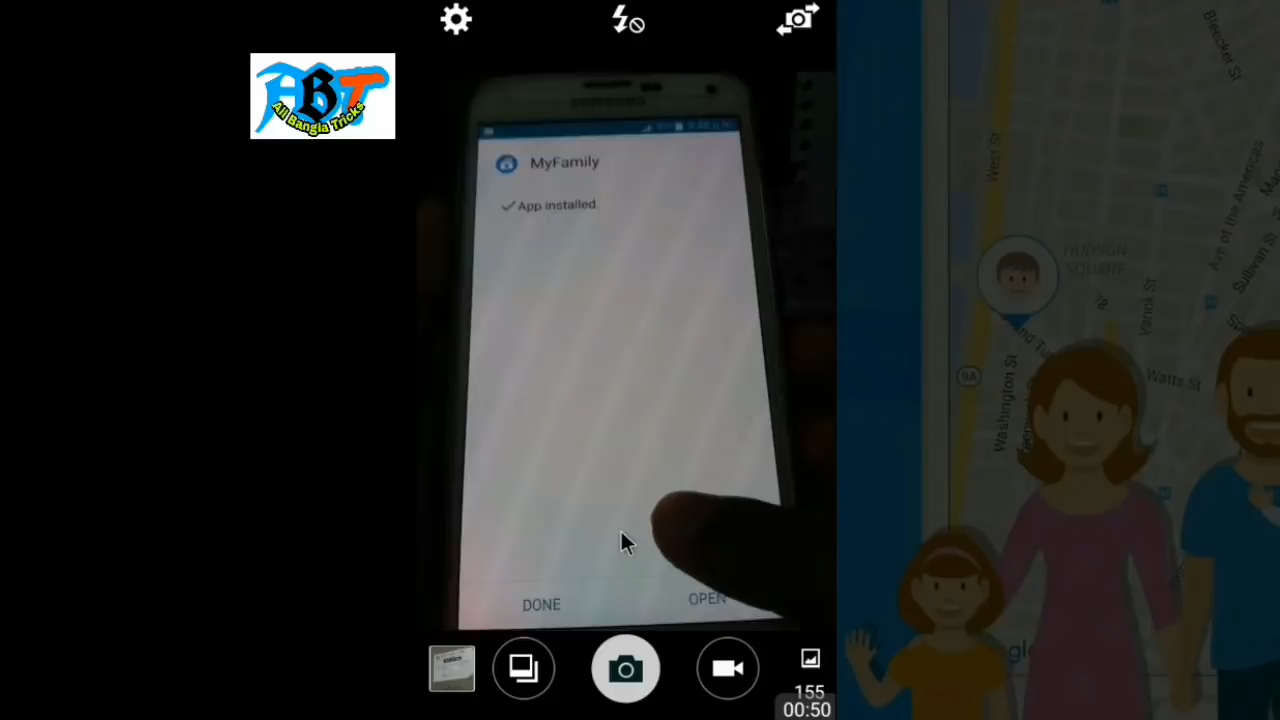 ABT
All Bangla Tricks
SAMSUNG
MyFamily
App installed.
DONE
OPEN
155
00:50
Bleecker St
West St
Ave of the Americas
HUDSON
SQUARE
Sullivan St
Varick St
9A
Watts St
Washington St